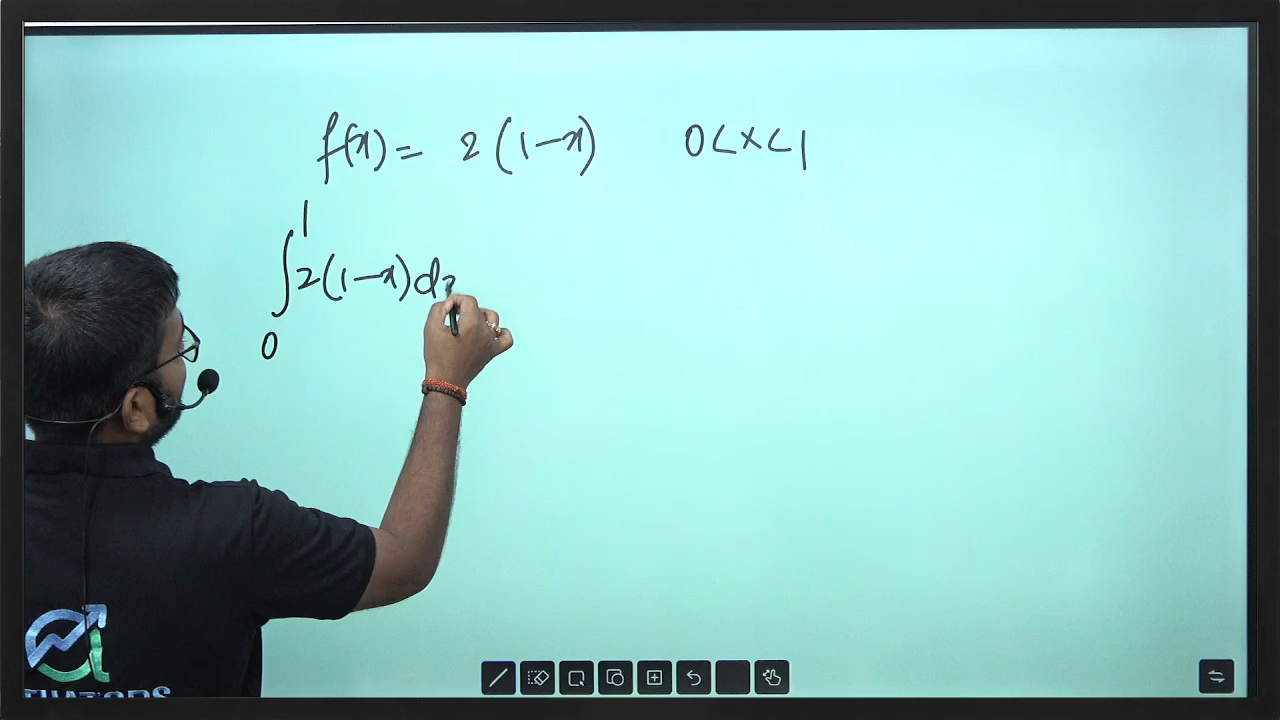 f(x) = 2(1-x) 0<x<1
∫₀¹ 2(1-x)dx